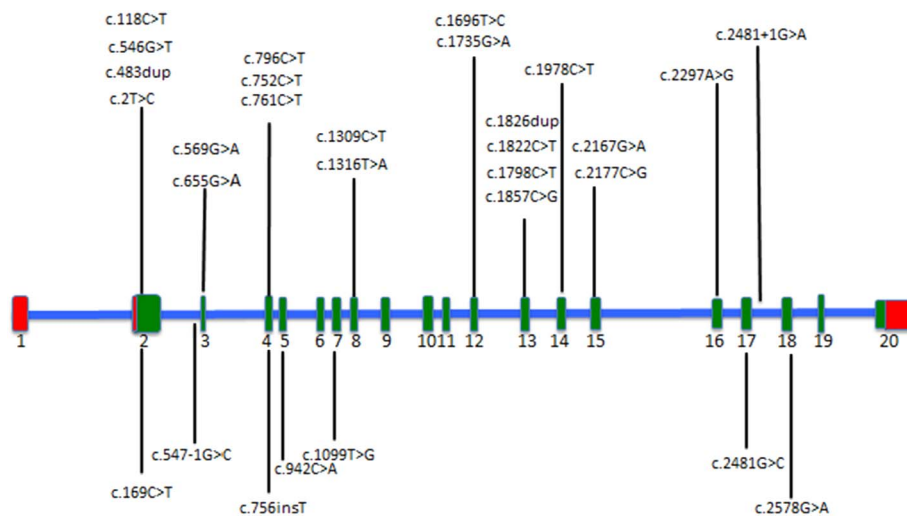 c.118C>T
c.546G>T
c.483dup
c.2T>C
c.569G>A
c.655G>A
c.796C>T
c.752C>T
c.761C>T
c.1309C>T
c.1316T>A
c.1696T>C
c.1735G>A
c.1826dup
c.1822C>T
c.1798C>T
c.1857C>G
c.1978C>T
c.2167G>A
c.2177C>G
c.2297A>G
c.2481+1G>A
1 2 3 4 5 6 7 8 9 10 11 12 13 14 15 16 17 18 19 20
c.169C>T
c.547-1G>C
c.756insT
c.942C>A
c.1099T>G
c.2481G>C
c.2578G>A